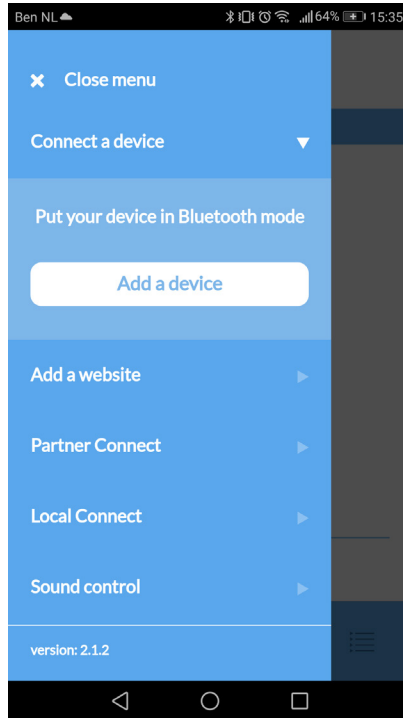 Ben NL 64% 15:35
Close menu
Connect a device
Put your device in Bluetooth mode
Add a device
Add a website
Partner Connect
Local Connect
Sound control
version: 2.1.2